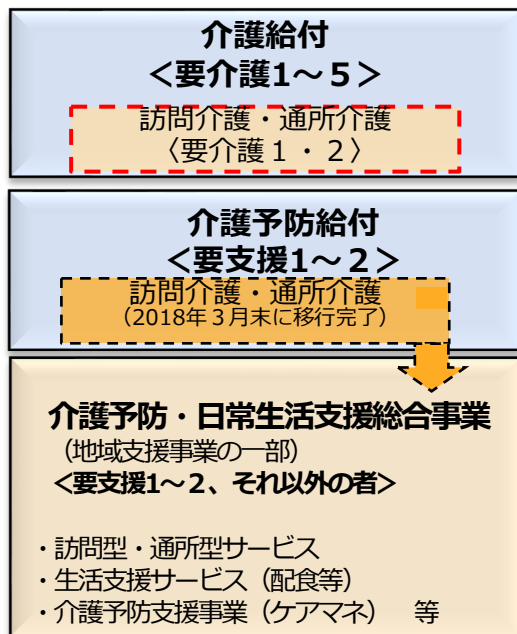 介護給付
＜要介護1～５＞
訪問介護・通所介護
〈要介護１・２〉
介護予防給付
＜要支援1～２＞
訪問介護・通所介護
（2018年３月末に移行完了）
介護予防・日常生活支援総合事業
（地域支援事業の一部）
＜要支援1～２、それ以外の者＞
・訪問型・通所型サービス
・生活支援サービス（配食等）
・介護予防支援事業（ケアマネ）　等